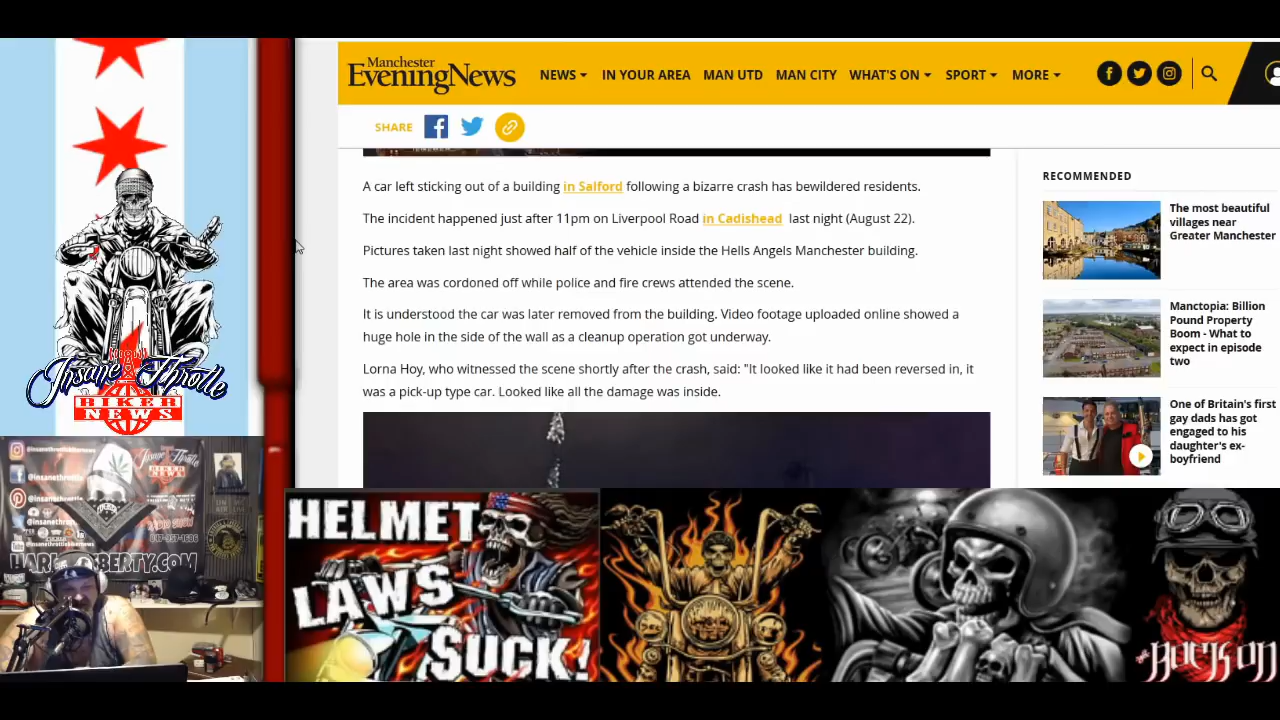 Manchester
EveningNews
NEWS
IN YOUR AREA
MAN UTD
MAN CITY
WHAT'S ON
SPORT
MORE
SHARE
A car left sticking out of a building in Salford following a bizarre crash has bewildered residents.
The incident happened just after 11pm on Liverpool Road in Cadishead last night (August 22).
Pictures taken last night showed half of the vehicle inside the Hells Angels Manchester building.
The area was cordoned off while police and fire crews attended the scene.
It is understood the car was later removed from the building. Video footage uploaded online showed a
huge hole in the side of the wall as a cleanup operation got underway.
Lorna Hoy, who witnessed the scene shortly after the crash, said: "It looked like it had been reversed in, it
was a pick-up type car. Looked like all the damage was inside.
RECOMMENDED
The most beautiful
villages near
Greater Manchester
Manctopia: Billion
Pound Property
Boom - What to
expect in episode
two
One of Britain's first
gay dads has got
engaged to his
daughter's ex-
boyfriend
Insane Throttle
BIKER
NEWS
HELMET
LAWS
SUCK!